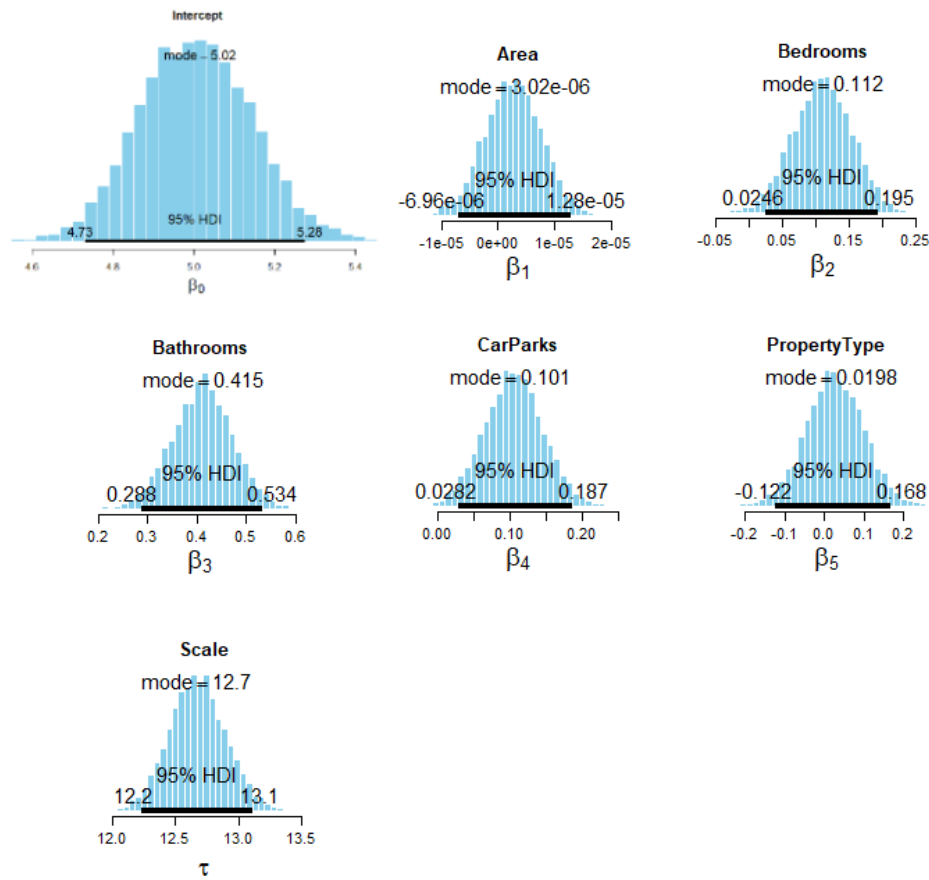 Intercept
mode = 5.02
95% HDI
4.73 5.28
4.6 4.8 5.0 5.2 5.4
β0
Area
mode = 3.02e-06
95% HDI
-6.96e-06 1.28e-05
-1e-05 0e+00 1e-05 2e-05
β1
Bedrooms
mode = 0.112
95% HDI
0.0246 0.195
-0.05 0.05 0.15 0.25
β2
Bathrooms
mode = 0.415
95% HDI
0.288 0.534
0.2 0.3 0.4 0.5 0.6
β3
CarParks
mode = 0.101
95% HDI
0.0282 0.187
0.00 0.10 0.20
β4
PropertyType
mode = 0.0198
95% HDI
-0.122 0.168
-0.2 -0.1 0.0 0.1 0.2
β5
Scale
mode = 12.7
95% HDI
12.2 13.1
12.0 12.5 13.0 13.5
τ